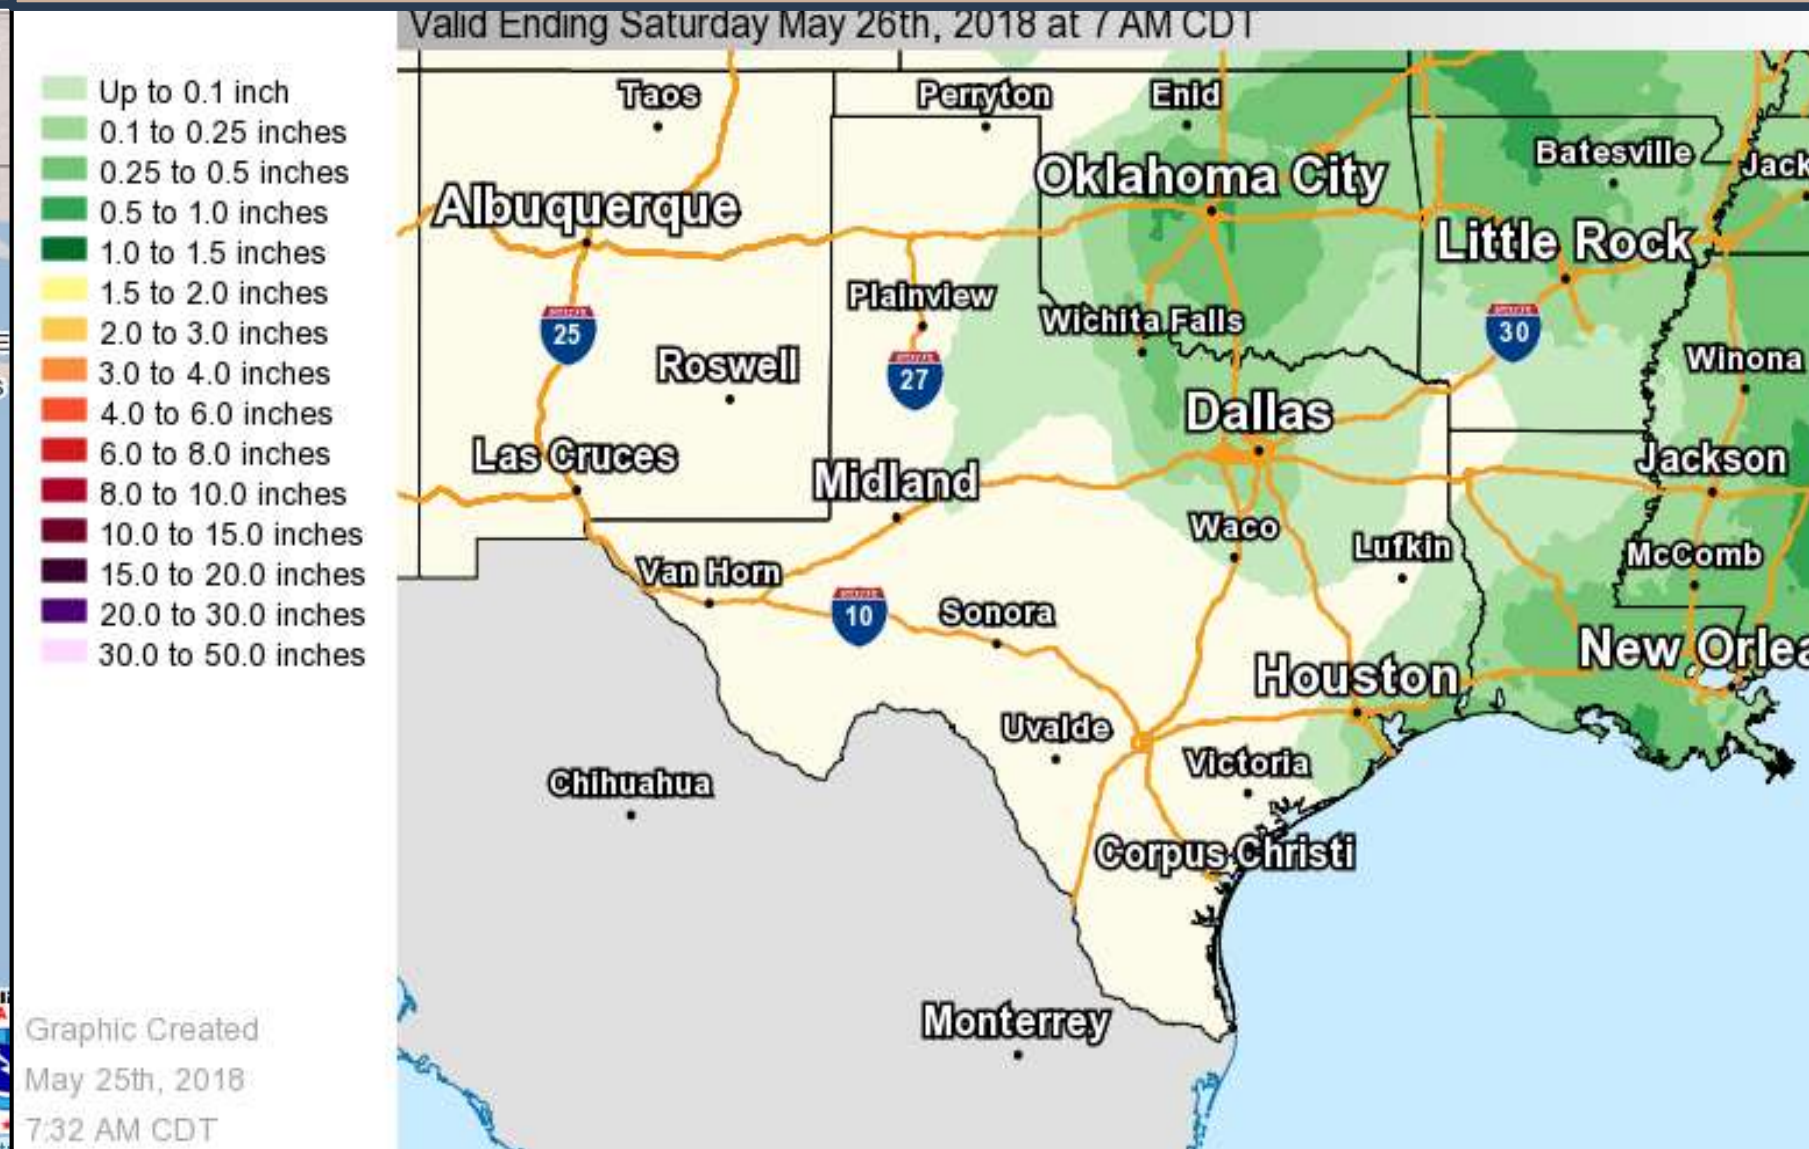 Valid Ending Saturday May 26th, 2018 at 7 AM CDT
Up to 0.1 inch
0.1 to 0.25 inches
0.25 to 0.5 inches
0.5 to 1.0 inches
1.0 to 1.5 inches
1.5 to 2.0 inches
2.0 to 3.0 inches
3.0 to 4.0 inches
4.0 to 6.0 inches
6.0 to 8.0 inches
8.0 to 10.0 inches
10.0 to 15.0 inches
15.0 to 20.0 inches
20.0 to 30.0 inches
30.0 to 50.0 inches
Graphic Created
May 25th, 2018
7:32 AM CDT
Taos
Perryton
Enid
Batesville
Jack
Oklahoma City
Albuquerque
Little Rock
Plainview
Wichita Falls
25
30
Roswell
27
Winona
Dallas
Las Cruces
Midland
Jackson
Waco
Lufkin
McComb
Van Horn
10
Sonora
New Orlea
Houston
Uvalde
Victoria
Chihuahua
Corpus Christi
Monterrey